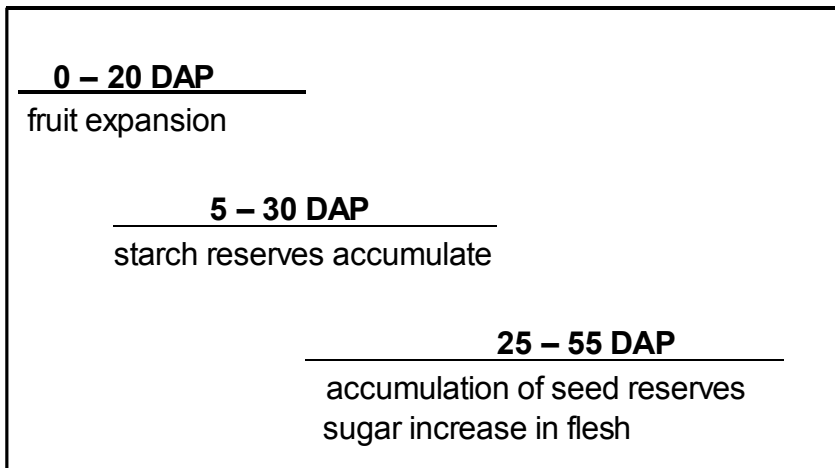 0 – 20 DAP
fruit expansion
5 – 30 DAP
starch reserves accumulate
25 – 55 DAP
accumulation of seed reserves
sugar increase in flesh